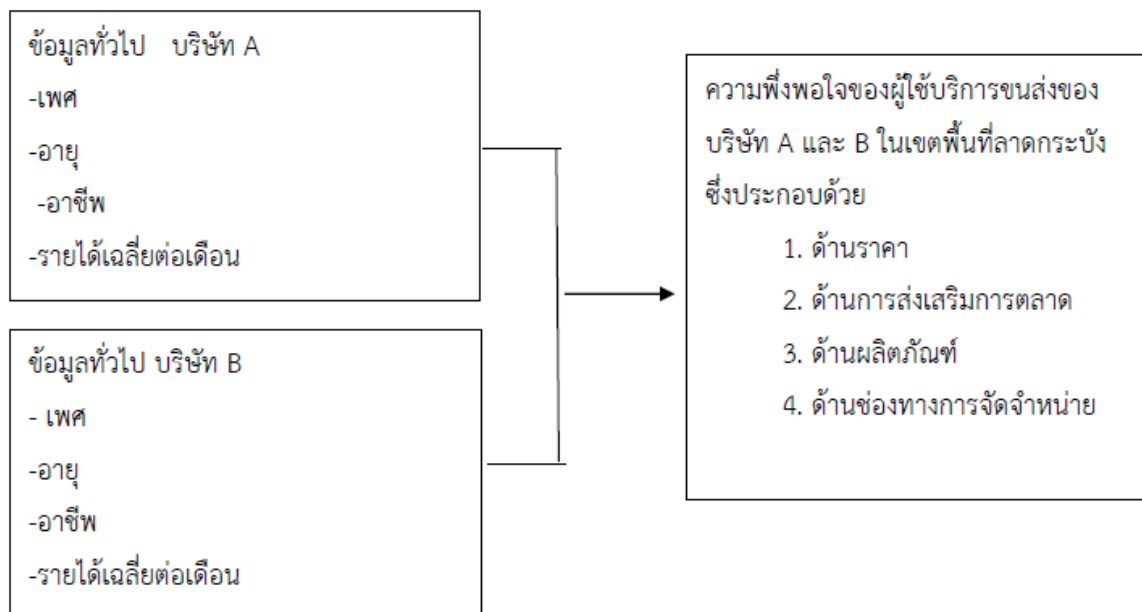 ข้อมูลทั่วไป บริษัท A
-เพศ
-อายุ
-อาชีพ
-รายได้เฉลี่ยต่อเดือน
ข้อมูลทั่วไป บริษัท B
- เพศ
-อายุ
-อาชีพ
-รายได้เฉลี่ยต่อเดือน
ความพึ่งพอใจของผู้ใช้บริการขนส่งของ
บริษัท A และ B ในเขตพื้นที่ลาดกระบัง
ซึ่งประกอบด้วย
1. ด้านราคา
2. ด้านการส่งเสริมการตลาด
3. ด้านผลิตภัณฑ์
4. ด้านช่องทางการจัดจำหน่าย